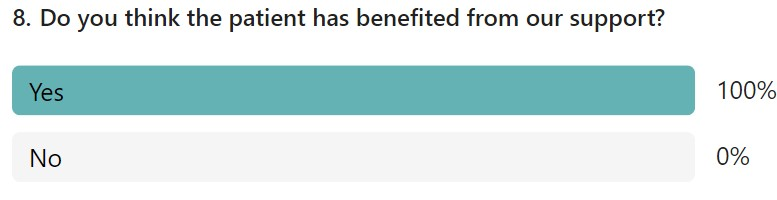 8. Do you think the patient has benefited from our support?
Yes 100%
No 0%